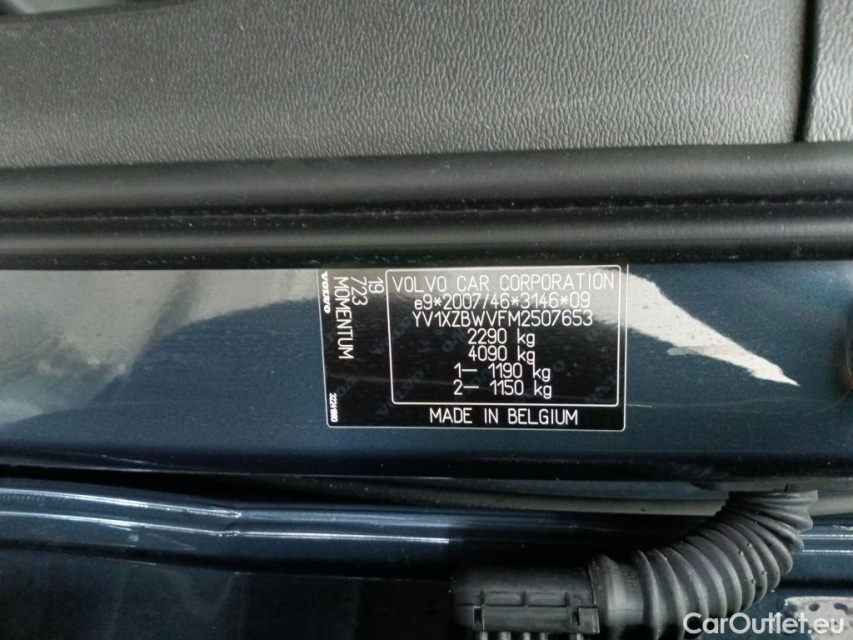 VOLVO CAR CORPORATION
e9*2007/46*3146*09
YV1XZBWVFM2507653
2290 kg
4090 kg
1– 1190 kg
2– 1150 kg
MADE IN BELGIUM
19
723
MOMENTUM
VOLVO
CarOutlet.eu